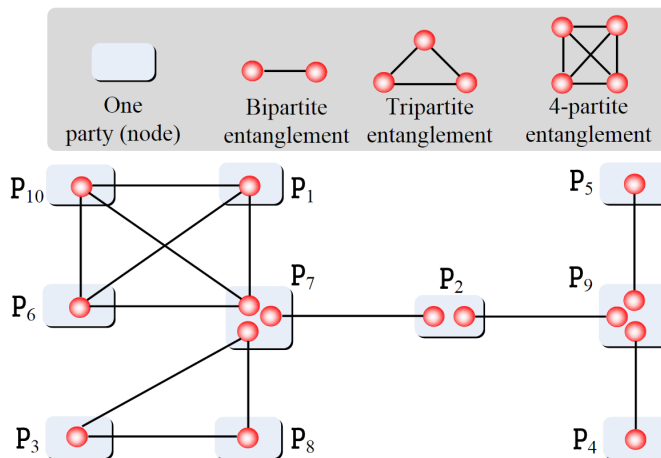 One
party (node)
Bipartite
entanglement
Tripartite
entanglement
4-partite
entanglement
P10
P1
P5
P6
P7
P2
P9
P3
P8
P4